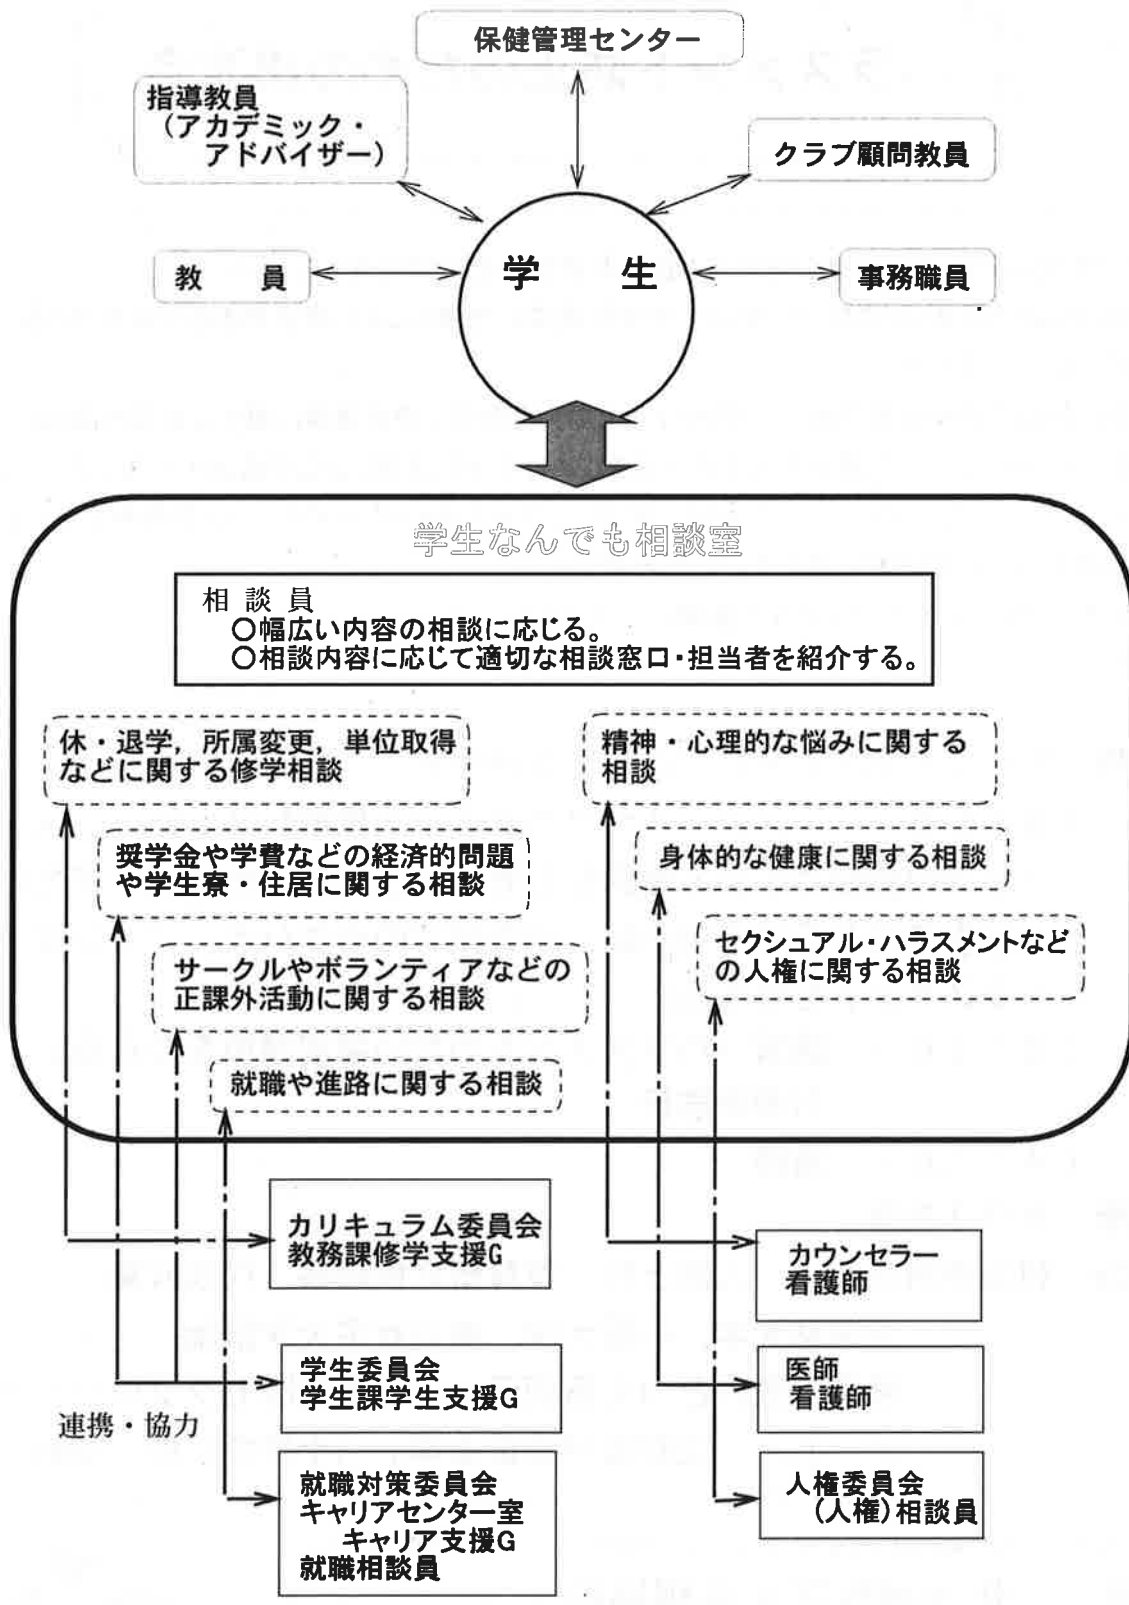 保健管理センター
指導教員
（アカデミック・
アドバイザー）
クラブ顧問教員
教　　員
学　　生
事務職員
学生なんでも相談室
相 談 員
○幅広い内容の相談に応じる。
○相談内容に応じて適切な相談窓口・担当者を紹介する。
休・退学，所属変更，単位取得
などに関する修学相談
精神・心理的な悩みに関する
相談
奨学金や学費などの経済的問題
や学生寮・住居に関する相談
身体的な健康に関する相談
サークルやボランティアなどの
正課外活動に関する相談
セクシュアル・ハラスメントなど
の人権に関する相談
就職や進路に関する相談
カリキュラム委員会
教務課修学支援G
カウンセラー
看護師
学生委員会
学生課学生支援G
医師
看護師
連携・協力
就職対策委員会
キャリアセンター室
キャリア支援G
就職相談員
人権委員会
（人権）相談員